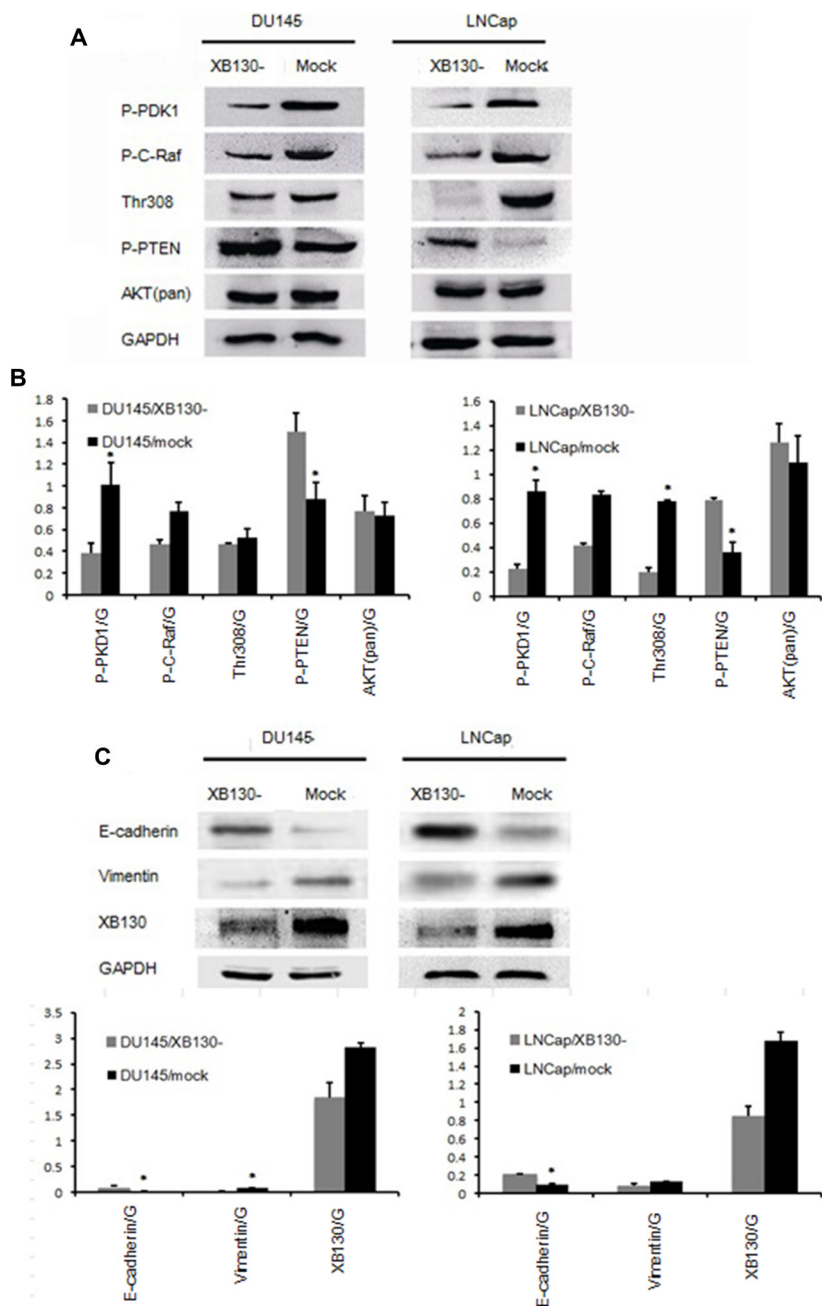 A
DU145 LNCap
XB130- Mock XB130- Mock
P-PDK1
P-C-Raf
Thr308
P-PTEN
AKT(pan)
GAPDH
B
1.8
1.6
1.4
1.2
1
0.8
0.6
0.4
0.2
0
DU145/XB130-
DU145/mock
*
*
P-PKD1/G
P-C-Raf/G
Thr308/G
P-PTEN/G
AKT(pan)/G
1.6
1.4
1.2
1
0.8
0.6
0.4
0.2
0
LNCap/XB130-
LNCap/mock
*
*
*
P-PKD1/G
P-C-Raf/G
Thr308/G
P-PTEN/G
AKT(pan)/G
C
DU145 LNCap
XB130- Mock XB130- Mock
E-cadherin
Vimentin
XB130
GAPDH
3.5
3
2.5
2
1.5
1
0.5
0
DU145/XB130-
DU145/mock
*
*
E-cadherin/G
Vimentin/G
XB130/G
2
1.8
1.6
1.4
1.2
1
0.8
0.6
0.4
0.2
0
LNCap/XB130-
LNCap/mock
*
E-cadherin/G
Vimentin/G
XB130/G